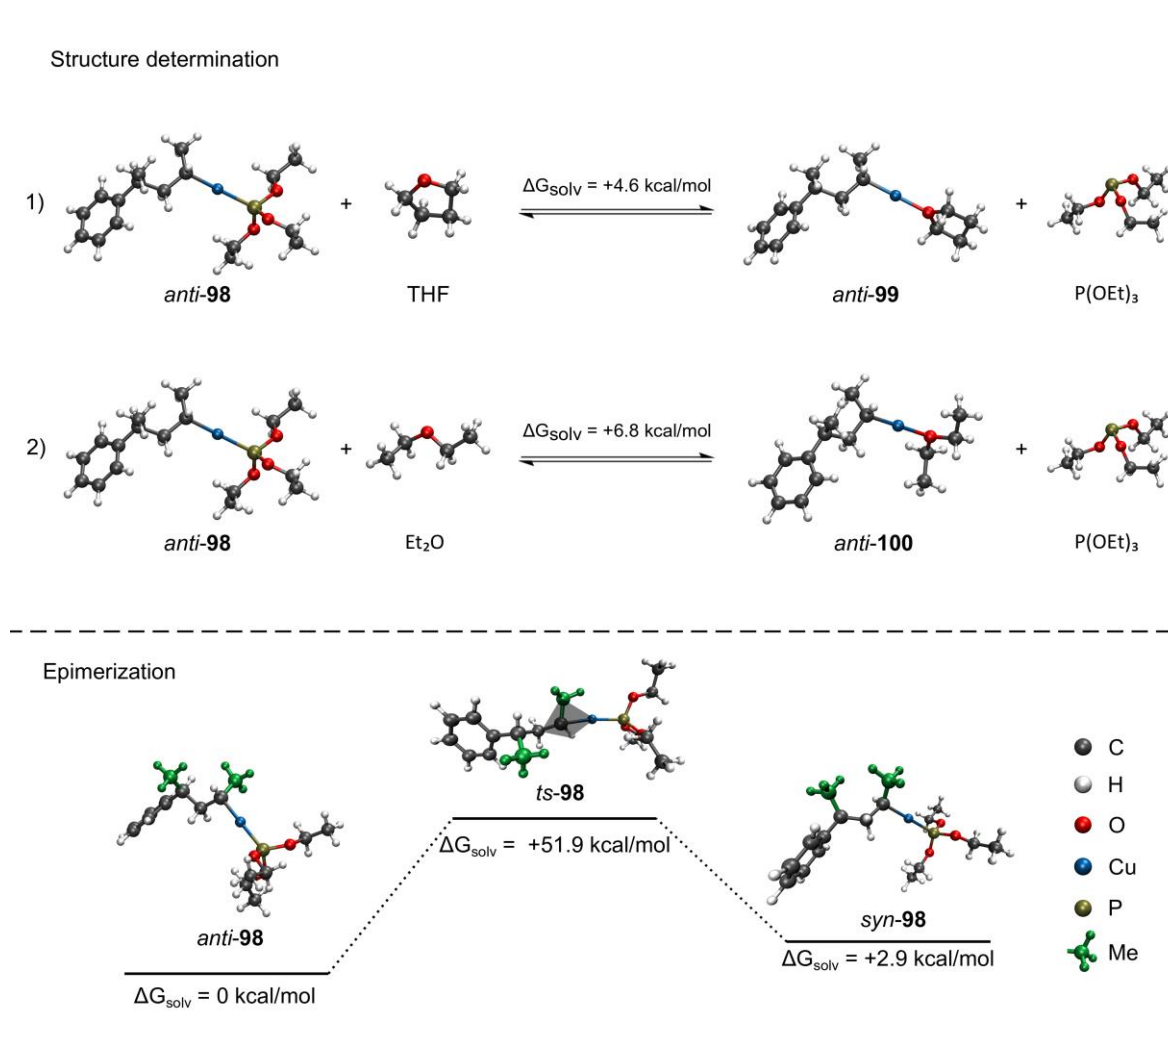 Structure determination
1)
+
ΔGsolv = +4.6 kcal/mol
+
anti-98
THF
anti-99
P(OEt)₃
2)
+
ΔGsolv = +6.8 kcal/mol
+
anti-98
Et₂O
anti-100
P(OEt)₃
Epimerization
ts-98
ΔGsolv = +51.9 kcal/mol
anti-98
ΔGsolv = 0 kcal/mol
syn-98
ΔGsolv = +2.9 kcal/mol
C
H
O
Cu
P
Me